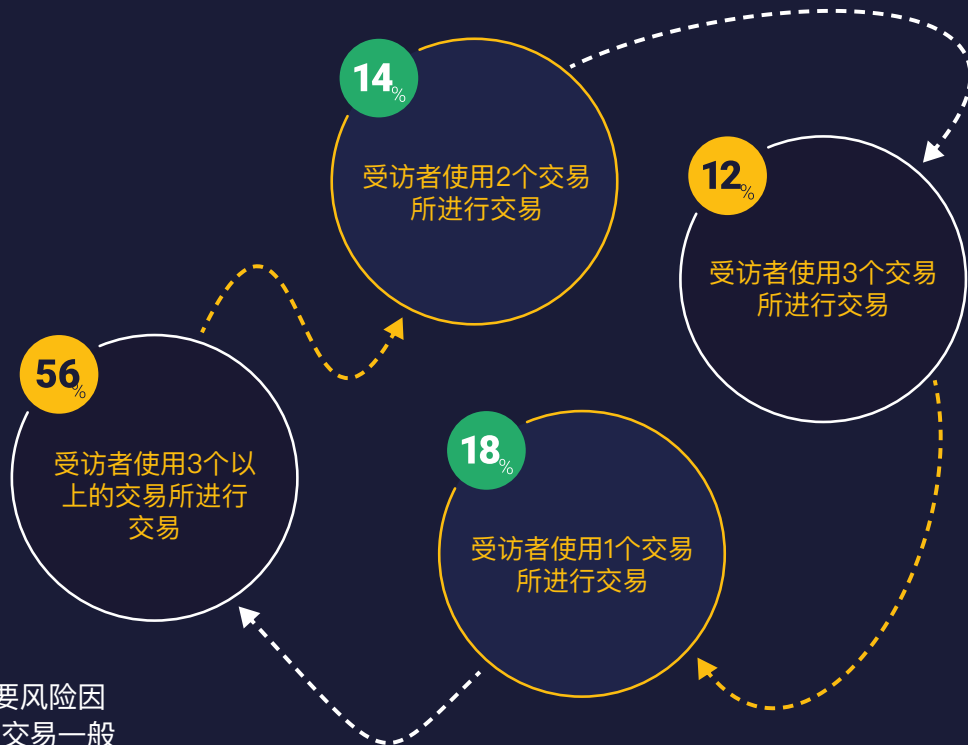 14%
受访者使用2个交易
所进行交易
12%
受访者使用3个交易
所进行交易
56%
受访者使用3个以
上的交易所进行
交易
18%
受访者使用1个交易
所进行交易
要风险因
交易一般